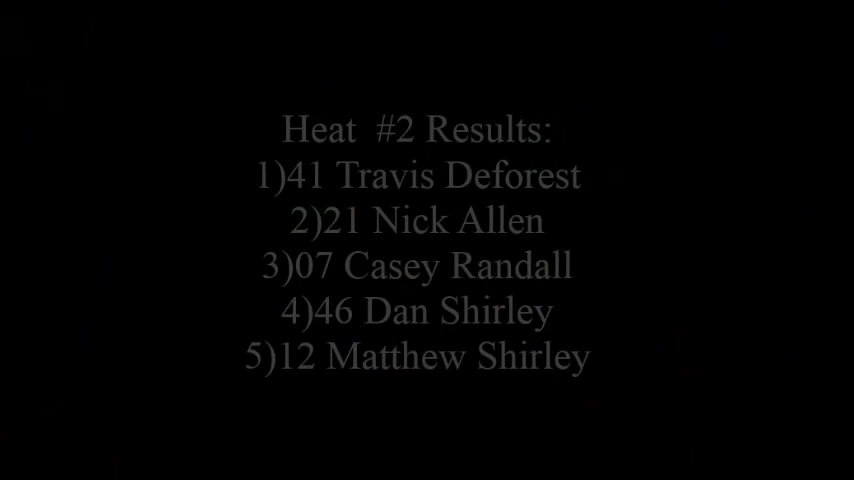 Heat  #2 Results:
1)41 Travis Deforest
2)21 Nick Allen
3)07 Casey Randall
4)46 Dan Shirley
5)12 Matthew Shirley